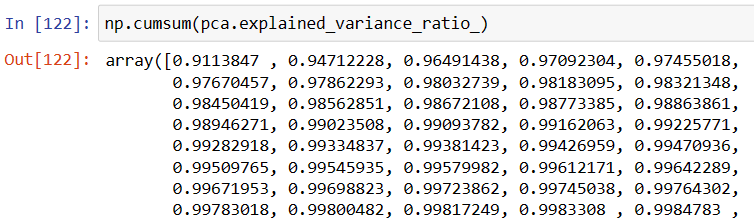 In [122]: np.cumsum(pca.explained_variance_ratio_)
Out[122]: array([0.9113847 , 0.94712228, 0.96491438, 0.97092304, 0.97455018,
0.97670457, 0.97862293, 0.98032739, 0.98183095, 0.98321348,
0.98450419, 0.98562851, 0.98672108, 0.98773385, 0.98863861,
0.98946271, 0.99023508, 0.99093782, 0.99162063, 0.99225771,
0.99282918, 0.99334837, 0.99381423, 0.99426959, 0.99470936,
0.99509765, 0.99545935, 0.99579982, 0.99612171, 0.99642289,
0.99671953, 0.99698823, 0.99723862, 0.99745038, 0.99764302,
0.99783018, 0.99800482, 0.99817249, 0.9983308 , 0.9984783 ,